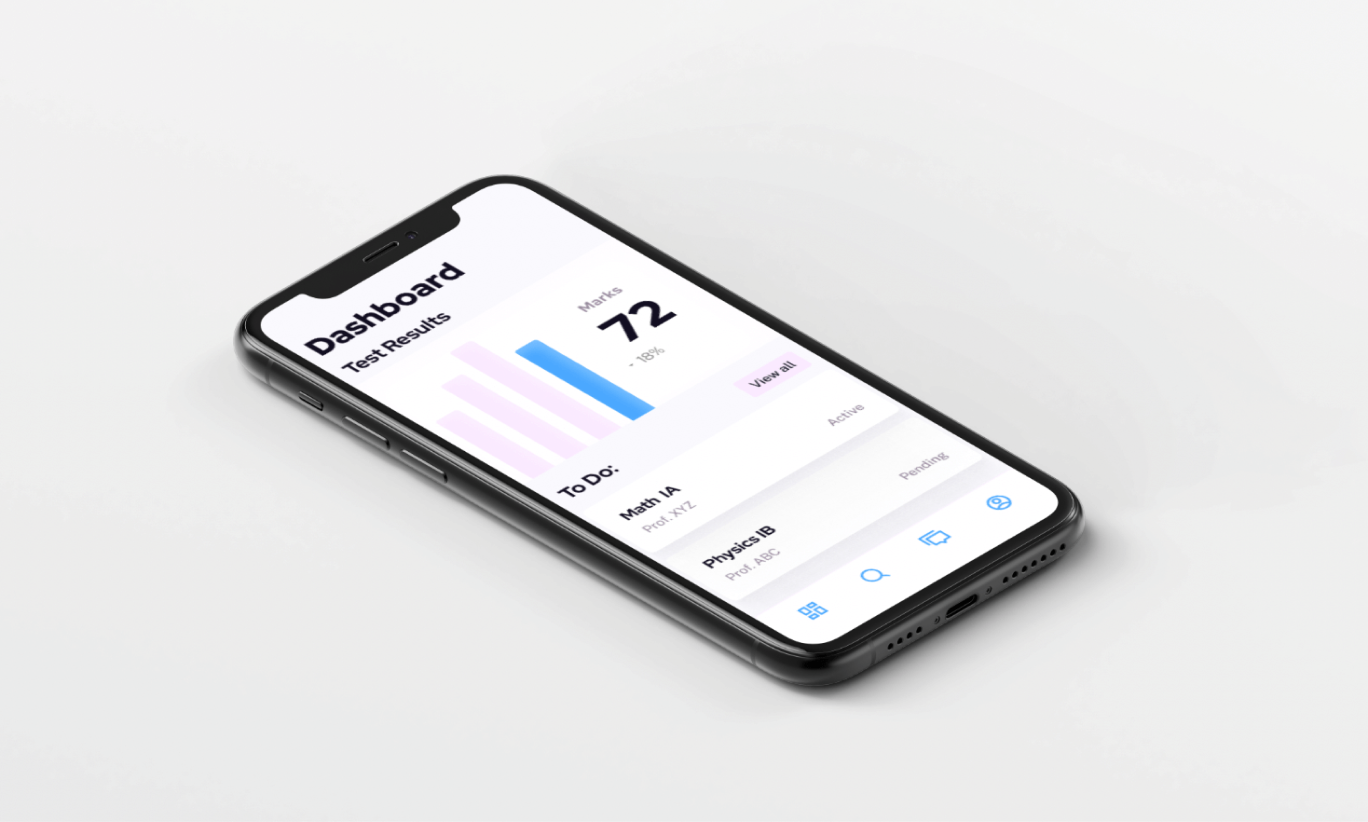 Dashboard
Test Results
Marks
72
- 18%
View all
To Do:
Math IA
Active
Prof. XYZ
Physics IB
Pending
Prof. ABC